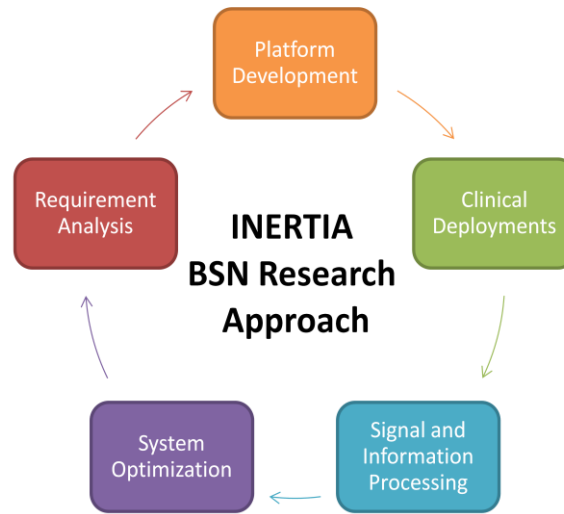 Platform
Development
Requirement
Analysis
Clinical
Deployments
INERTIA
BSN Research
Approach
System
Optimization
Signal and
Information
Processing